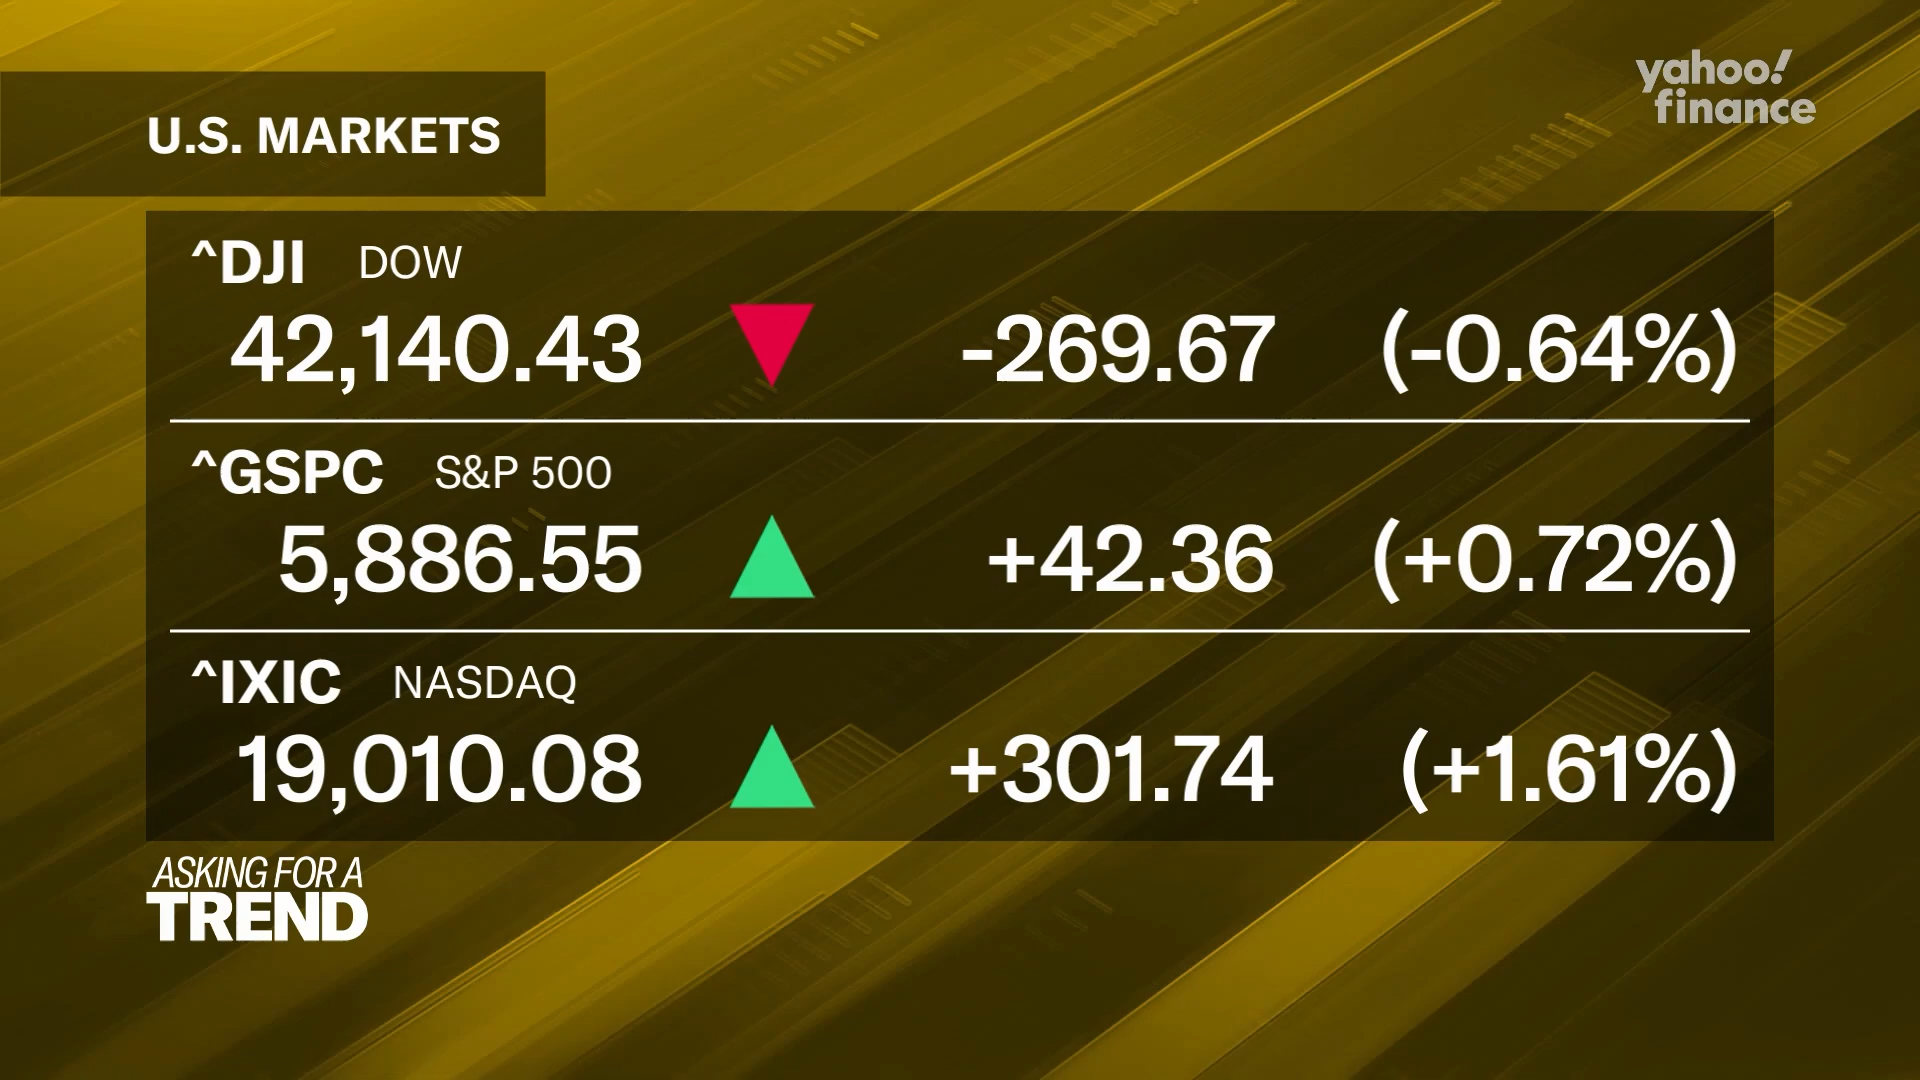 yahoo!
finance
U.S. MARKETS
^DJI DOW
42,140.43 ▼ -269.67 (-0.64%)
^GSPC S&P 500
5,886.55 ▲ +42.36 (+0.72%)
^IXIC NASDAQ
19,010.08 ▲ +301.74 (+1.61%)
ASKING FOR A
TREND